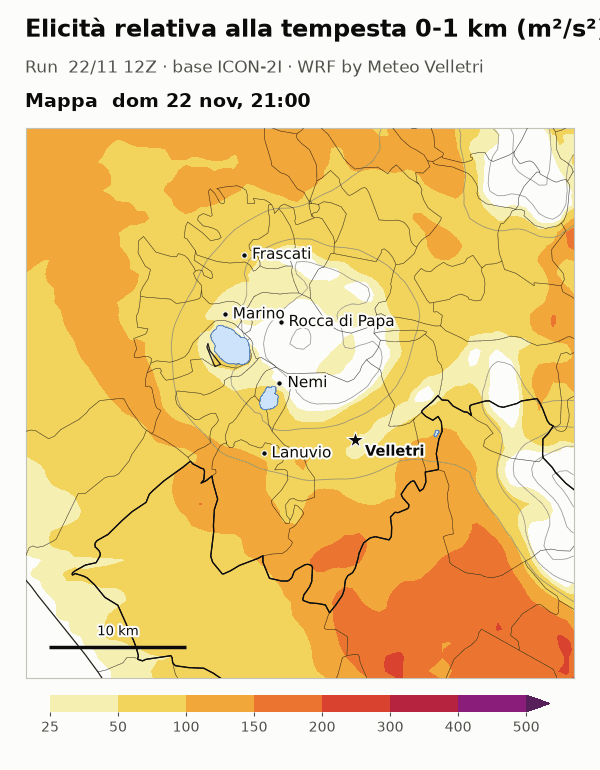 Elicità relativa alla tempesta 0-1 km (m²/s²)
Run  22/11 12Z · base ICON-2I · WRF by Meteo Velletri
Mappa  dom 22 nov, 21:00
Frascati
Marino
Rocca di Papa
Nemi
Velletri
Lanuvio
10 km
25 50 100 150 200 300 400 500